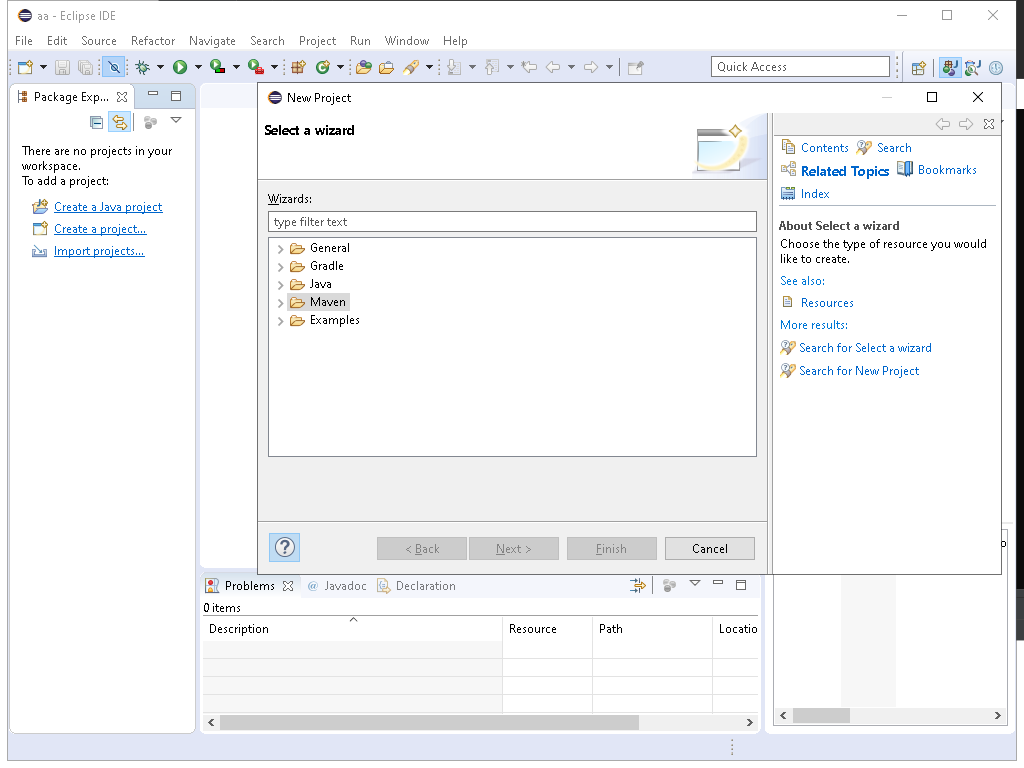 aa - Eclipse IDE
File Edit Source Refactor Navigate Search Project Run Window Help
Quick Access
Package Exp...
There are no projects in your
workspace.
To add a project:
Create a Java project
Create a project...
Import projects...
New Project
Select a wizard
Wizards:
type filter text
General
Gradle
Java
Maven
Examples
< Back Next > Finish Cancel
Contents Search
Related Topics Bookmarks
Index
About Select a wizard
Choose the type of resource you would
like to create.
See also:
Resources
More results:
Search for Select a wizard
Search for New Project
Problems @ Javadoc Declaration
0 items
Description Resource Path Locatio